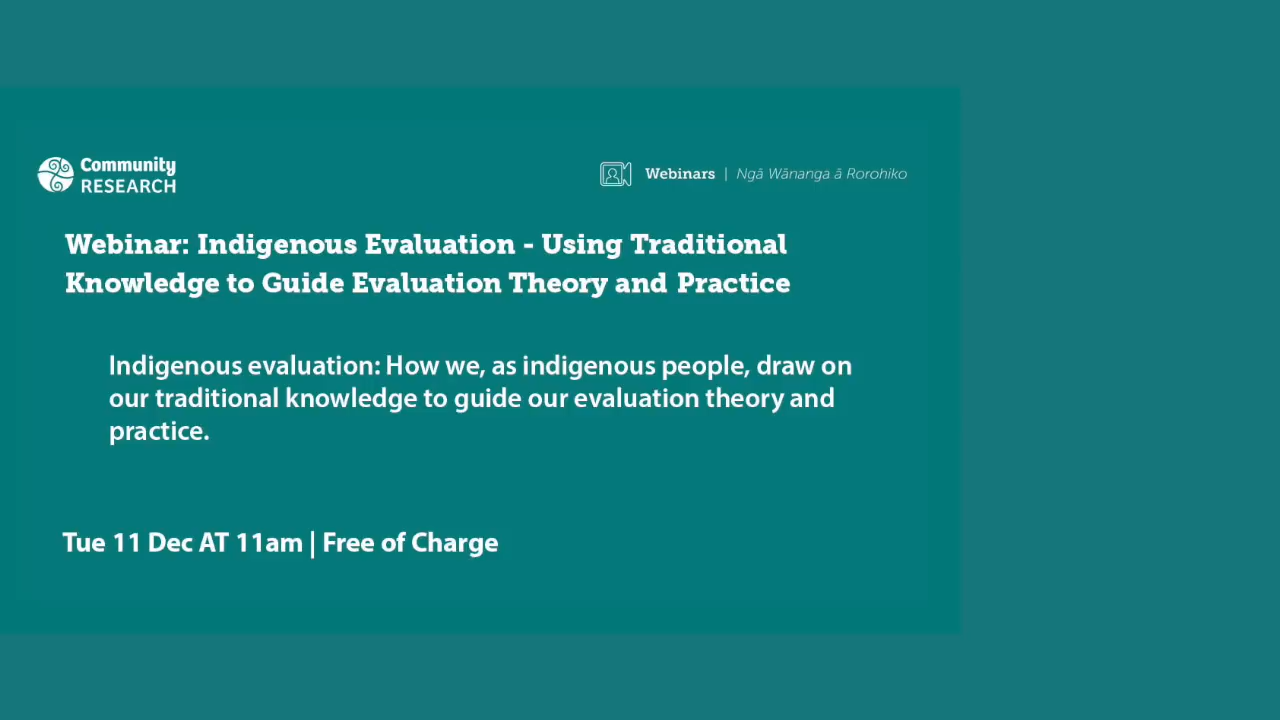 Community
RESEARCH
Webinars | Ngā Wānanga ā Rorohiko
Webinar: Indigenous Evaluation - Using Traditional
Knowledge to Guide Evaluation Theory and Practice
Indigenous evaluation: How we, as indigenous people, draw on
our traditional knowledge to guide our evaluation theory and
practice.
Tue 11 Dec AT 11am | Free of Charge